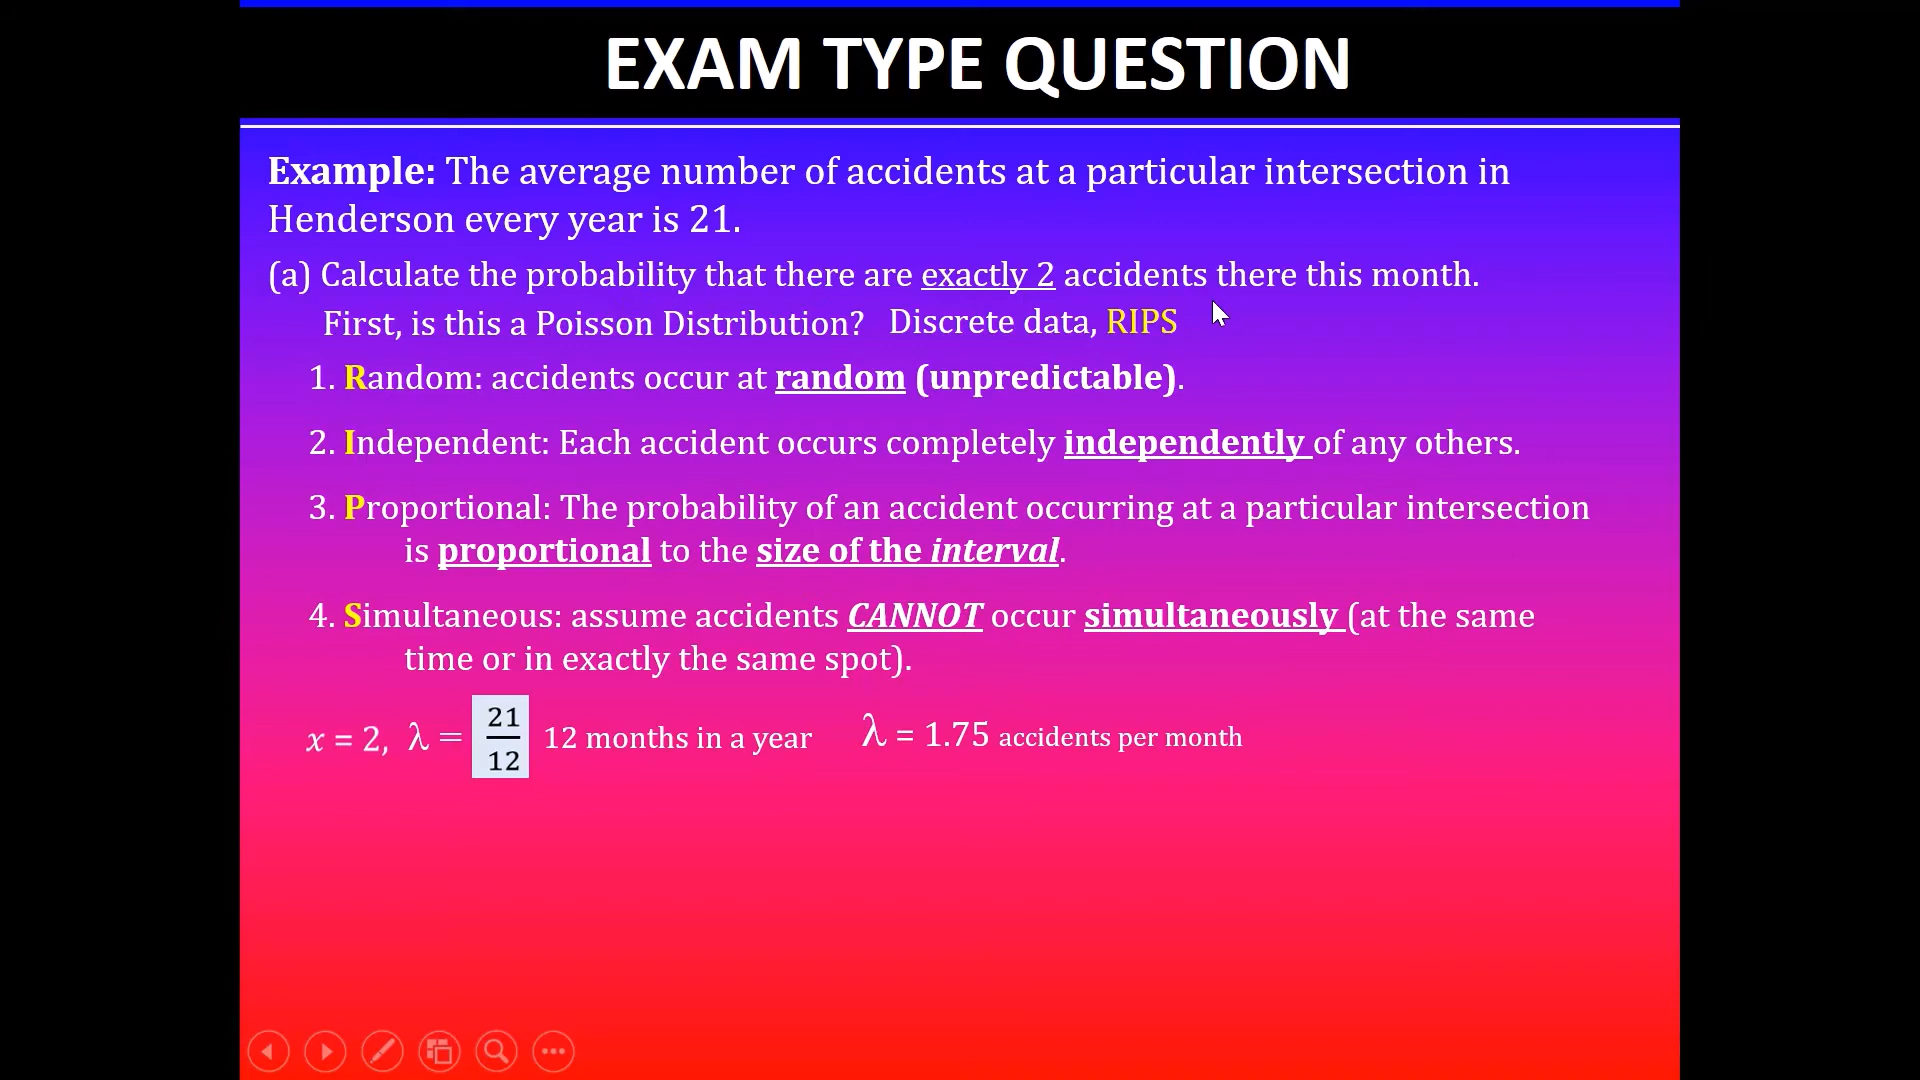 EXAM TYPE QUESTION
Example: The average number of accidents at a particular intersection in
Henderson every year is 21.
(a) Calculate the probability that there are exactly 2 accidents there this month.
First, is this a Poisson Distribution? Discrete data, RIPS
1. Random: accidents occur at random (unpredictable).
2. Independent: Each accident occurs completely independently of any others.
3. Proportional: The probability of an accident occurring at a particular intersection
is proportional to the size of the interval.
4. Simultaneous: assume accidents CANNOT occur simultaneously (at the same
time or in exactly the same spot).
x = 2, λ = 21/12 12 months in a year λ = 1.75 accidents per month